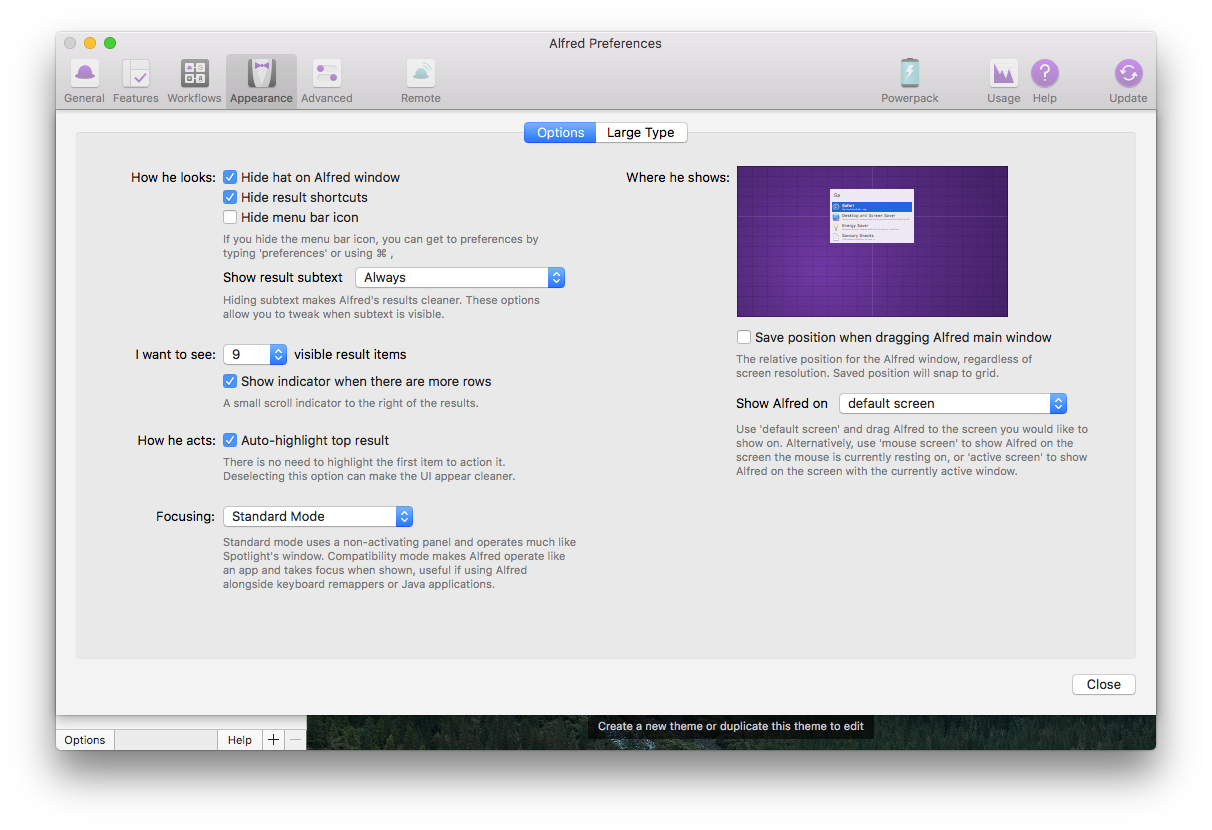 Alfred Preferences
General
Features
Workflows
Appearance
Advanced
Remote
Powerpack
Usage
Help
Update
Options
Large Type
How he looks:
Hide hat on Alfred window
Hide result shortcuts
Hide menu bar icon
If you hide the menu bar icon, you can get to preferences by
typing 'preferences' or using ⌘ ,
Show result subtext
Always
Hiding subtext makes Alfred's results cleaner. These options
allow you to tweak when subtext is visible.
I want to see:
9
visible result items
Show indicator when there are more rows
A small scroll indicator to the right of the results.
How he acts:
Auto-highlight top result
There is no need to highlight the first item to action it.
Deselecting this option can make the UI appear cleaner.
Focusing:
Standard Mode
Standard mode uses a non-activating panel and operates much like
Spotlight's window. Compatibility mode makes Alfred operate like
an app and takes focus when shown, useful if using Alfred
alongside keyboard remappers or Java applications.
Where he shows:
Sa
Safari
Desktop and Screen Saver
Energy Saver
Sensory Snacks
Save position when dragging Alfred main window
The relative position for the Alfred window, regardless of
screen resolution. Saved position will snap to grid.
Show Alfred on
default screen
Use 'default screen' and drag Alfred to the screen you would like to
show on. Alternatively, use 'mouse screen' to show Alfred on the
screen the mouse is currently resting on, or 'active screen' to show
Alfred on the screen with the currently active window.
Close
Create a new theme or duplicate this theme to edit
Options
Help